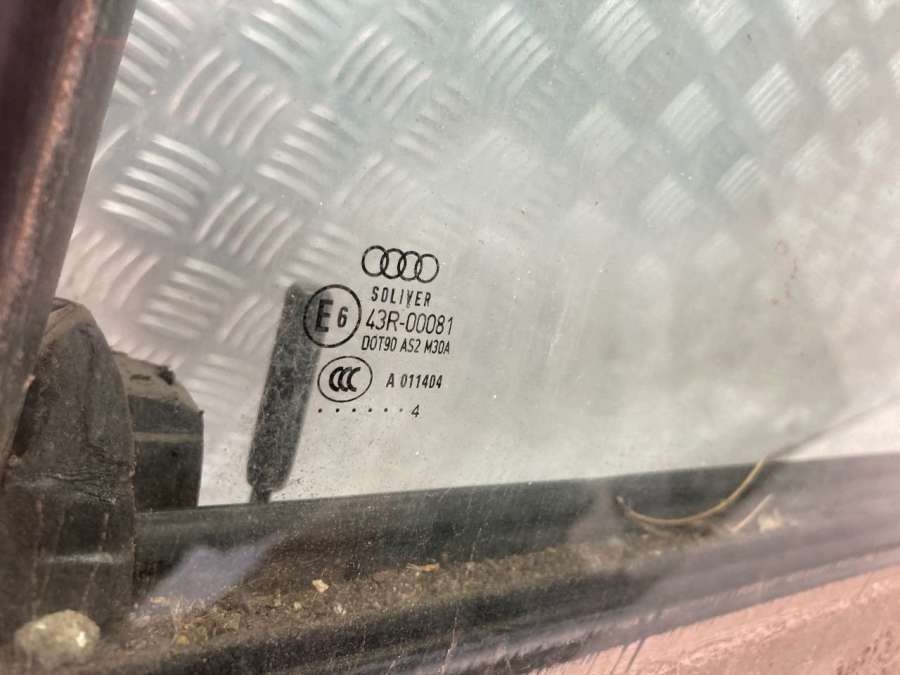 SOLIVER
E6
43R-00081
DOT90 AS2 M30A
CCC
A 011404
. . . . . . 4